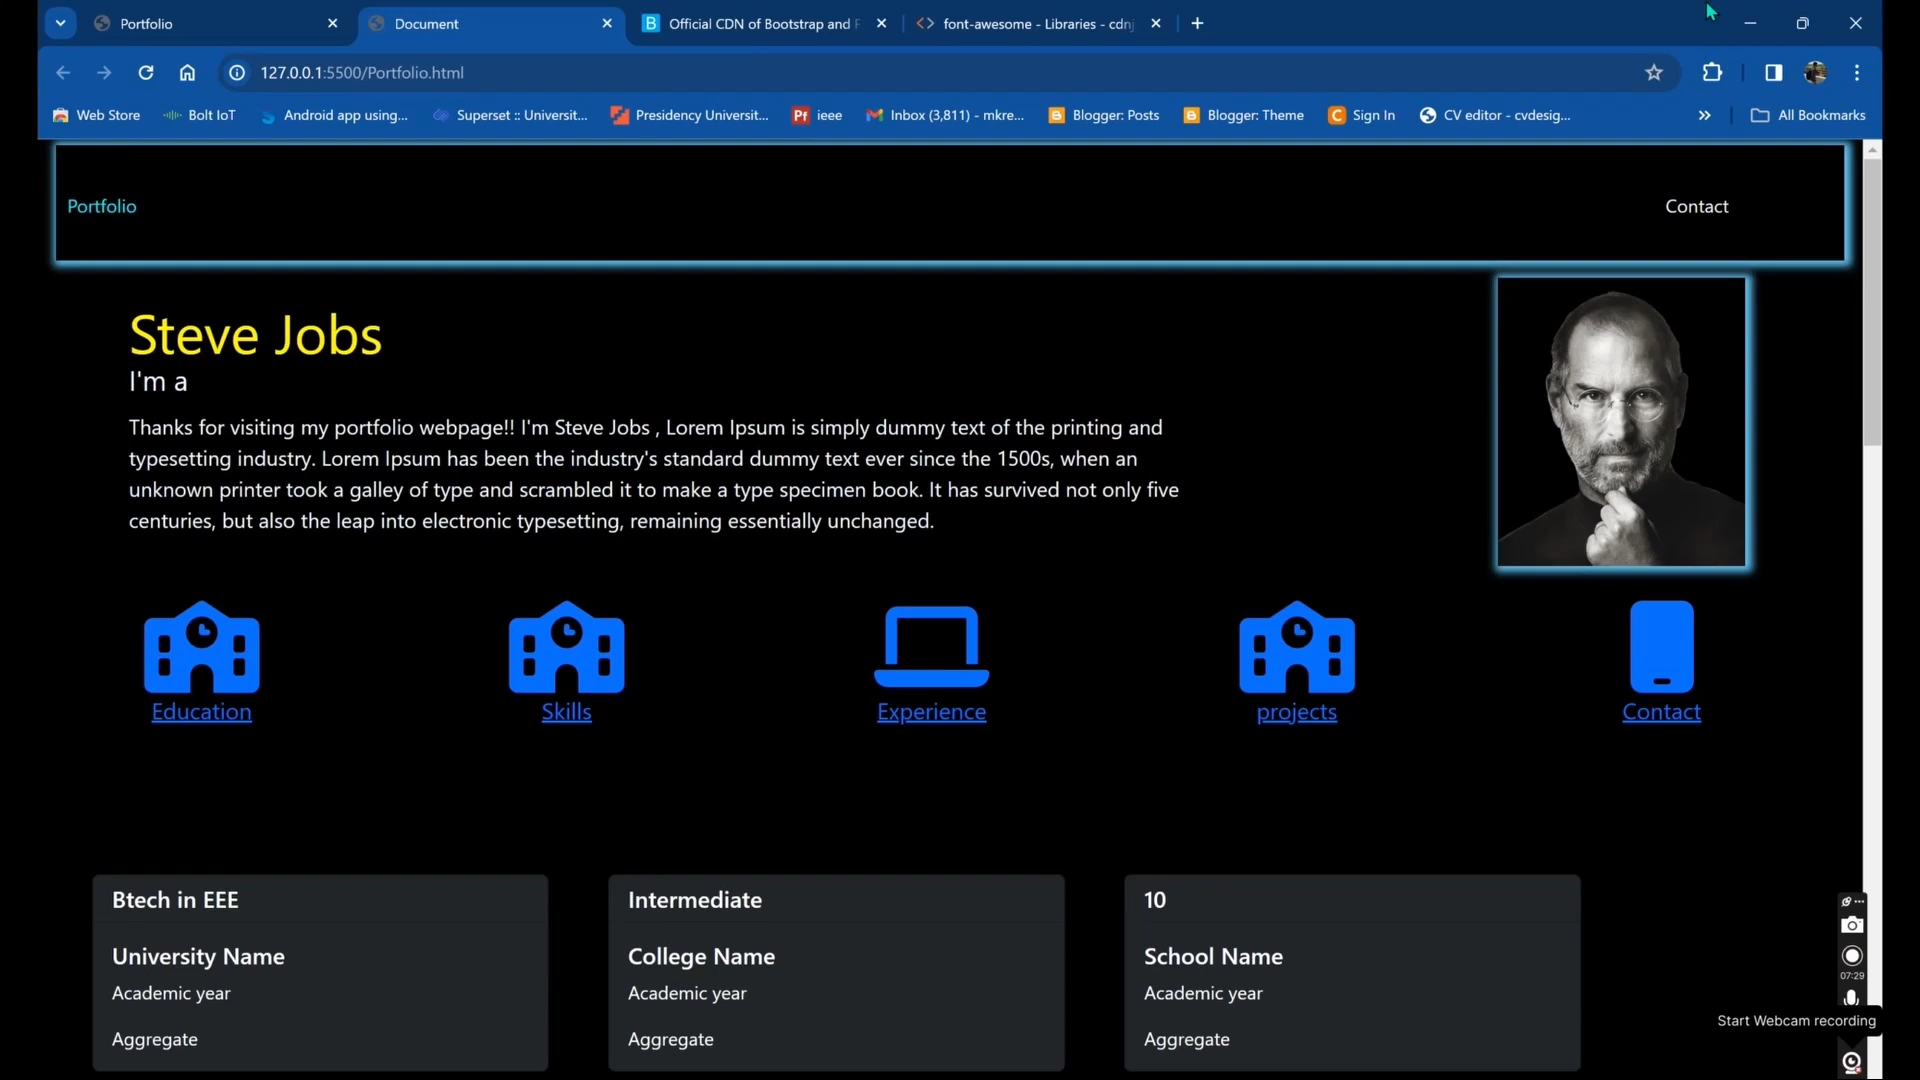 Portfolio
Document
Official CDN of Bootstrap and F
font-awesome - Libraries - cdnj
127.0.0.1:5500/Portfolio.html
Web Store
Bolt IoT
Android app using...
Superset :: Universit...
Presidency Universit...
Pf ieee
Inbox (3,811) - mkre...
Blogger: Posts
Blogger: Theme
C Sign In
CV editor - cvdesig...
All Bookmarks
Portfolio
Contact
Steve Jobs
I'm a
Thanks for visiting my portfolio webpage!! I'm Steve Jobs , Lorem Ipsum is simply dummy text of the printing and
typesetting industry. Lorem Ipsum has been the industry's standard dummy text ever since the 1500s, when an
unknown printer took a galley of type and scrambled it to make a type specimen book. It has survived not only five
centuries, but also the leap into electronic typesetting, remaining essentially unchanged.
Education
Skills
Experience
projects
Contact
Btech in EEE
University Name
Academic year
Aggregate
Intermediate
College Name
Academic year
Aggregate
10
School Name
Academic year
Aggregate
07:29
Start Webcam recording